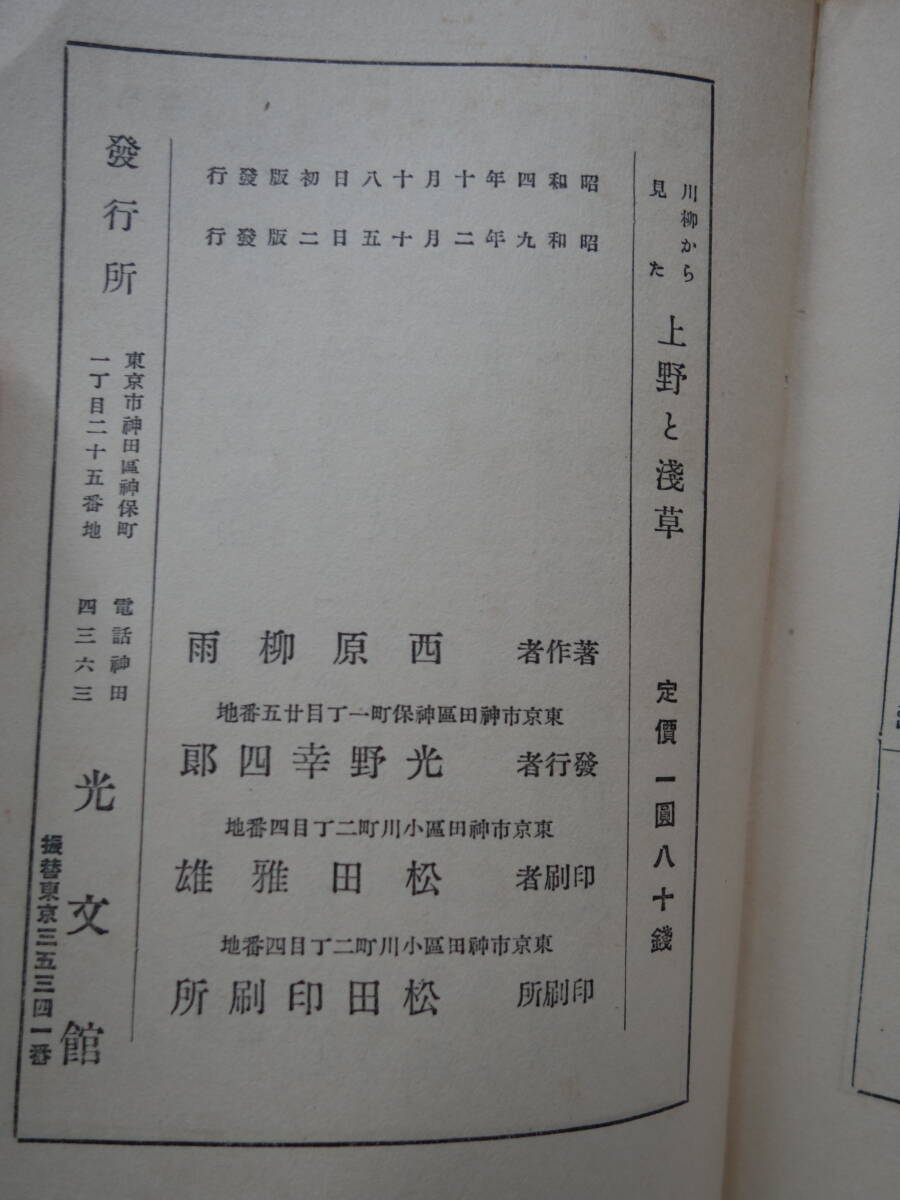 川柳から
見た
上野と淺草
定價一圓八十錢
昭和四年十月十八日初版發行
昭和九年二月十五日二版發行
著作者 西原柳雨
東京市神田區神保町一丁目廿五番地
發行者 光野幸四郎
東京市神田區小川町二丁目四番地
印刷者 松田雅雄
東京市神田區小川町二丁目四番地
印刷所 松田印刷所
發行所
東京市神田區神保町
一丁目二十五番地
電話神田
四三六三
光文館
振替東京三五三四一番